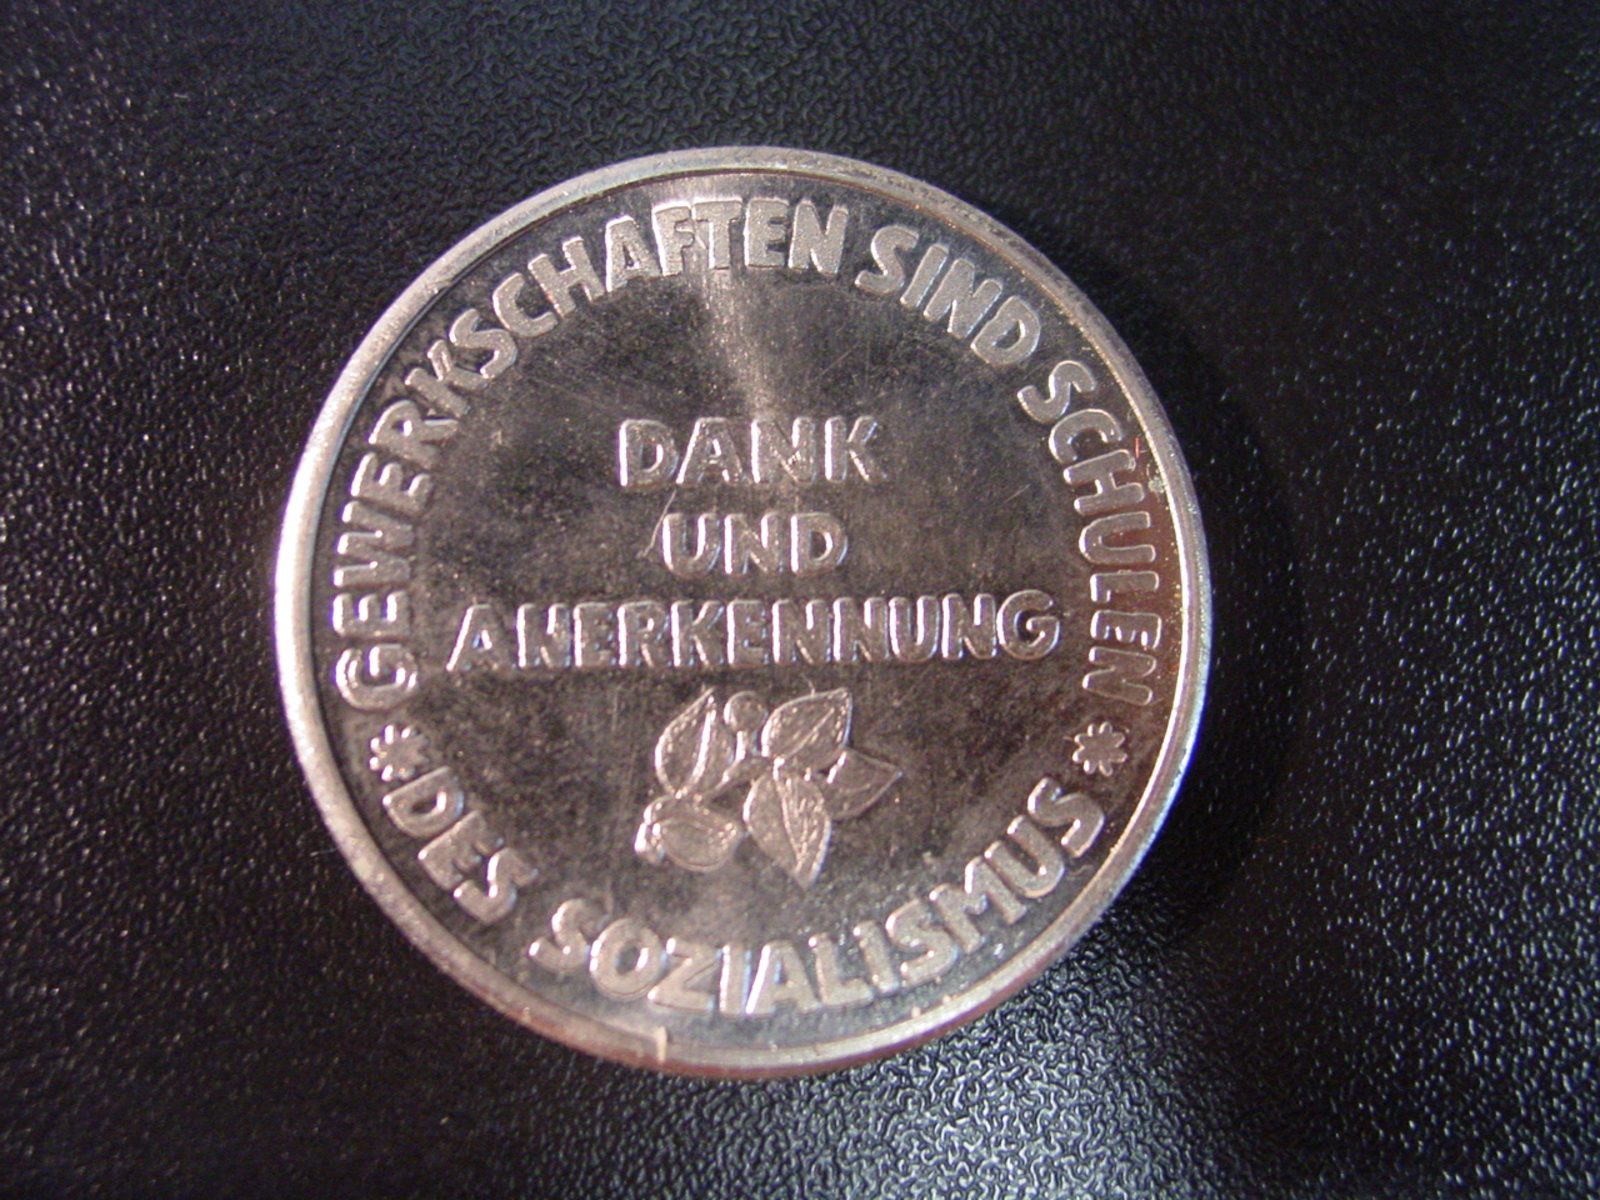 GEWERKSCHAFTEN SIND SCHULEN
DANK
UND
ANERKENNUNG
* DES SOZIALISMUS *